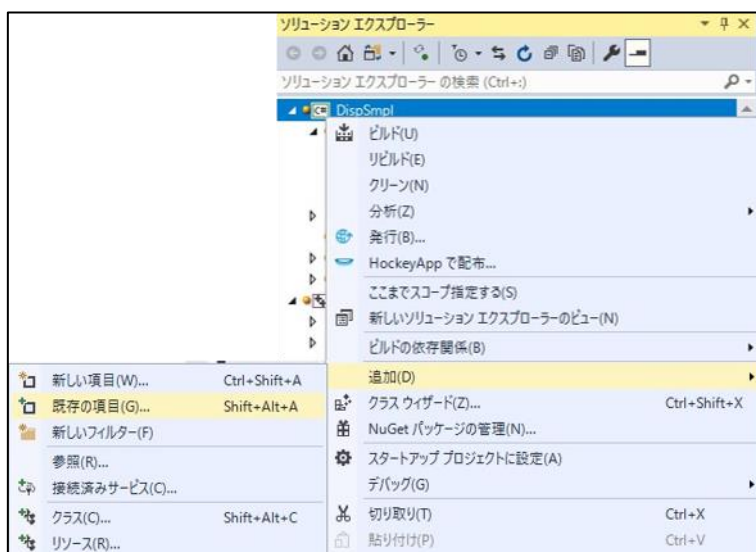 ソリューション エクスプローラー
ソリューション エクスプローラー の検索 (Ctrl+:)
C# DispSmpl
ビルド(U)
リビルド(E)
クリーン(N)
分析(Z)
発行(B)...
HockeyApp で配布...
ここまでスコープ指定する(S)
新しいソリューション エクスプローラーのビュー(N)
ビルドの依存関係(B)
追加(D)
クラス ウィザード(Z)... Ctrl+Shift+X
NuGet パッケージの管理(N)...
スタートアップ プロジェクトに設定(A)
デバッグ(G)
切り取り(T) Ctrl+X
貼り付け(P) Ctrl+V
新しい項目(W)... Ctrl+Shift+A
既存の項目(G)... Shift+Alt+A
新しいフィルター(F)
参照(R)...
接続済みサービス(C)...
クラス(C)... Shift+Alt+C
リソース(R)...